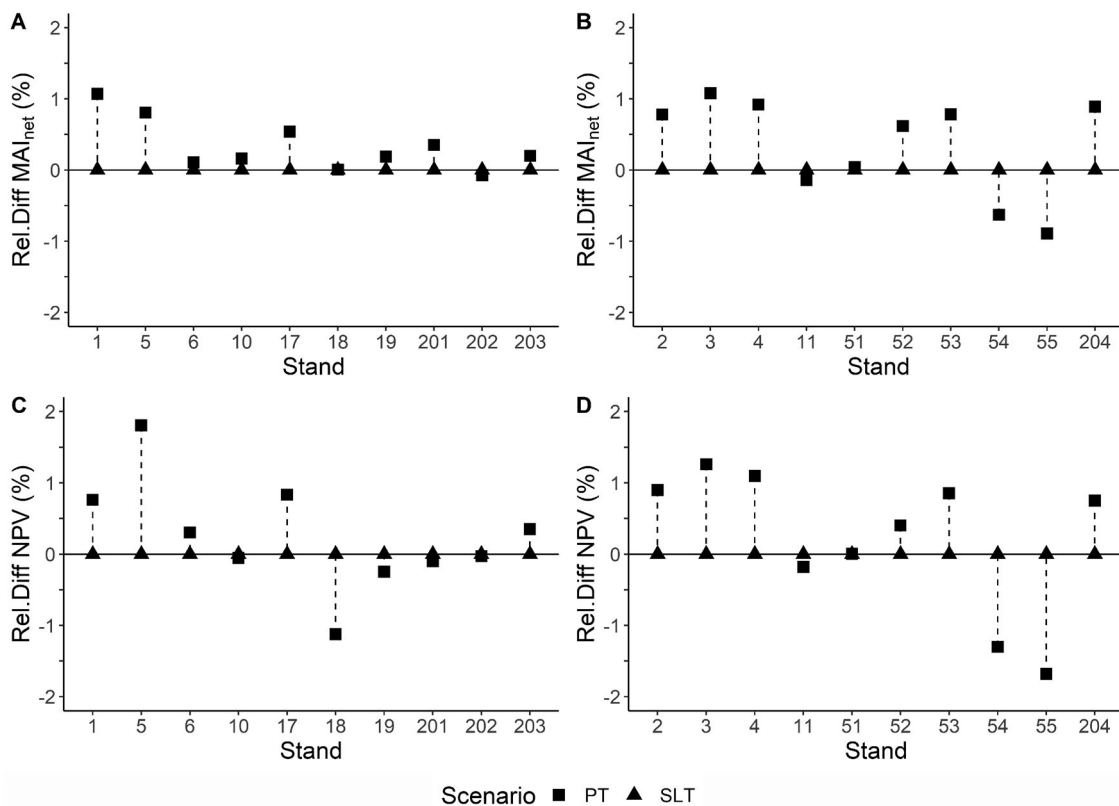 A
Rel.Diff MAInet (%)
2
1
0
-1
-2
1 5 6 10 17 18 19 201 202 203
Stand
B
Rel.Diff MAInet (%)
2
1
0
-1
-2
2 3 4 11 51 52 53 54 55 204
Stand
C
Rel.Diff NPV (%)
2
1
0
-1
-2
1 5 6 10 17 18 19 201 202 203
Stand
D
Rel.Diff NPV (%)
2
1
0
-1
-2
2 3 4 11 51 52 53 54 55 204
Stand
Scenario PT SLT